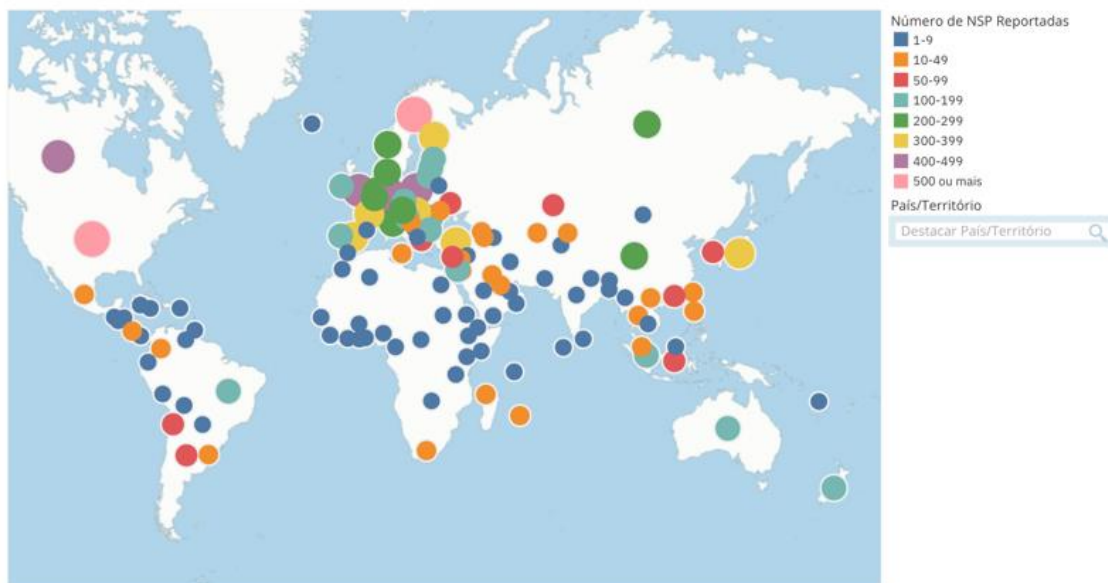 Número de NSP Reportadas
1-9
10-49
50-99
100-199
200-299
300-399
400-499
500 ou mais
País/Território
Destacar País/Território